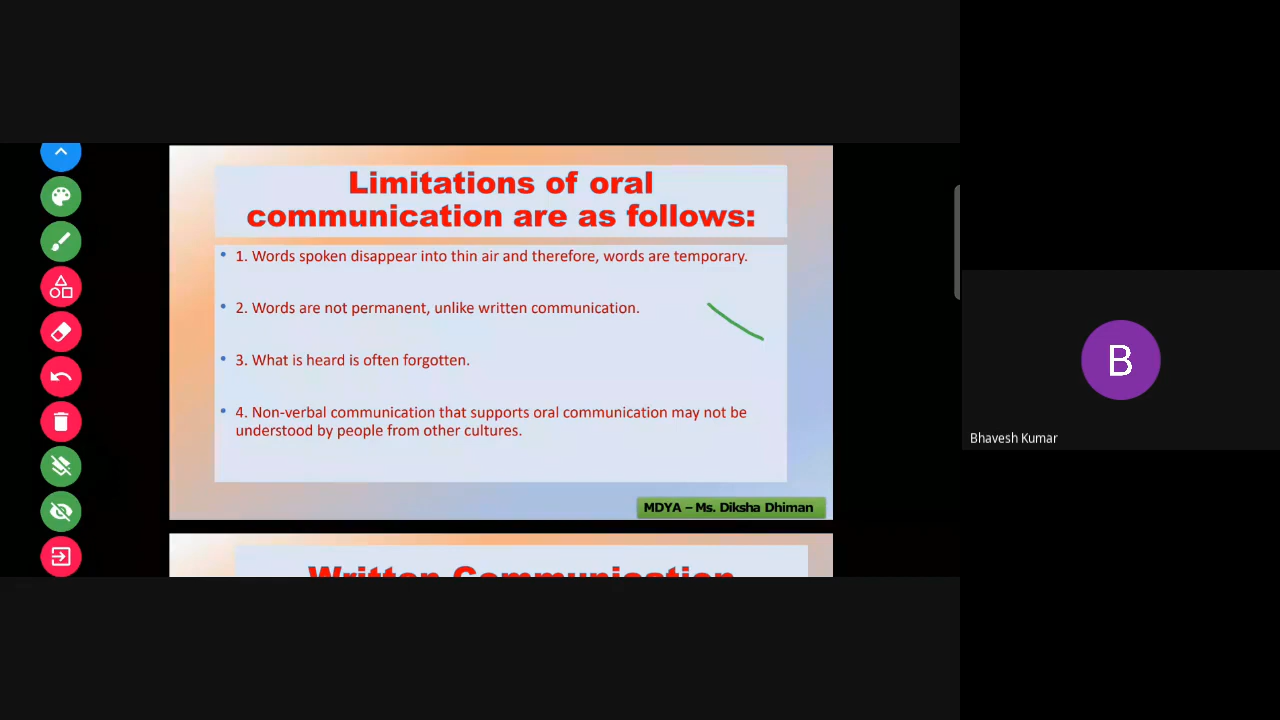 Limitations of oral
communication are as follows:
• 1. Words spoken disappear into thin air and therefore, words are temporary.
• 2. Words are not permanent, unlike written communication.
• 3. What is heard is often forgotten.
• 4. Non-verbal communication that supports oral communication may not be
understood by people from other cultures.
MDYA – Ms. Diksha Dhiman
Written Communication
B
Bhavesh Kumar